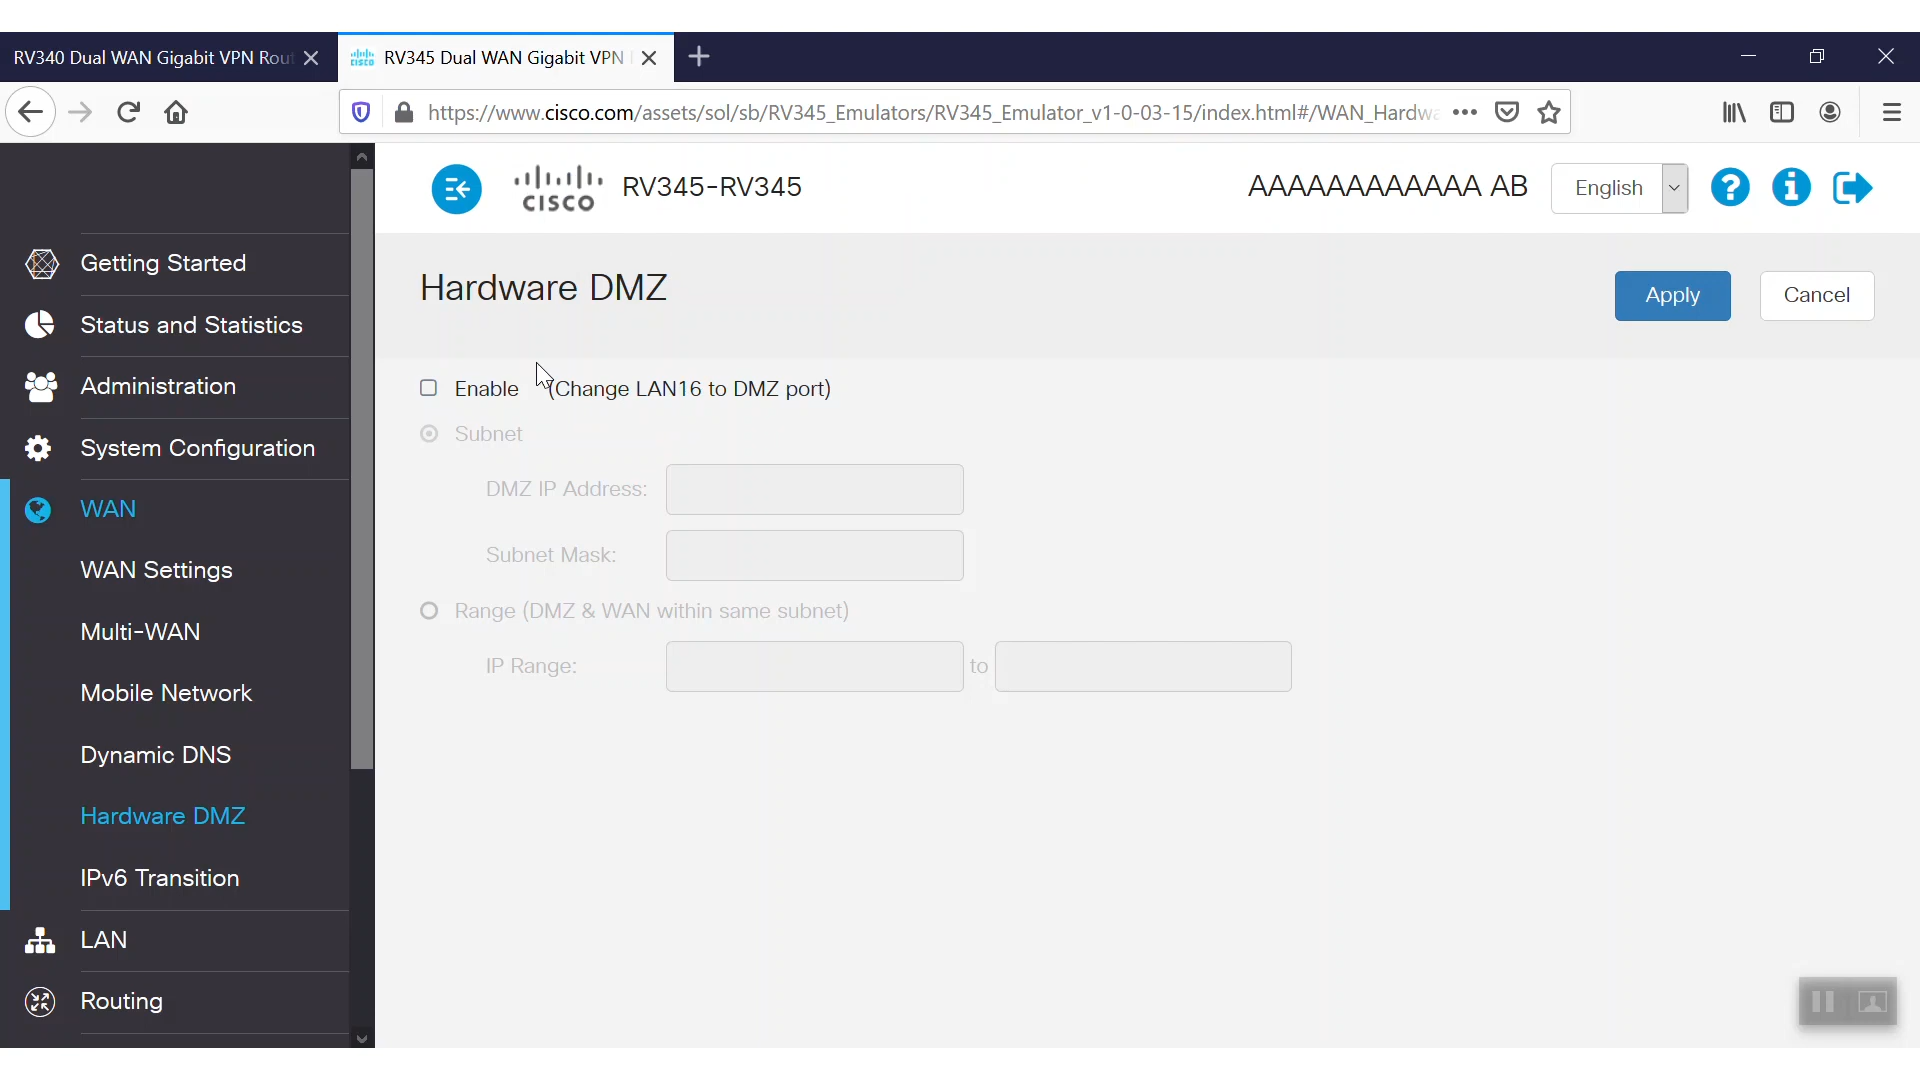 RV340 Dual WAN Gigabit VPN Rout
RV345 Dual WAN Gigabit VPN
https://www.cisco.com/assets/sol/sb/RV345_Emulators/RV345_Emulator_v1-0-03-15/index.html#/WAN_Hardwa
CISCO
RV345-RV345
AAAAAAAAAAAA AB
English
Getting Started
Status and Statistics
Administration
System Configuration
WAN
WAN Settings
Multi-WAN
Mobile Network
Dynamic DNS
Hardware DMZ
IPv6 Transition
LAN
Routing
Hardware DMZ
Apply
Cancel
Enable (Change LAN16 to DMZ port)
Subnet
DMZ IP Address:
Subnet Mask:
Range (DMZ & WAN within same subnet)
IP Range: to